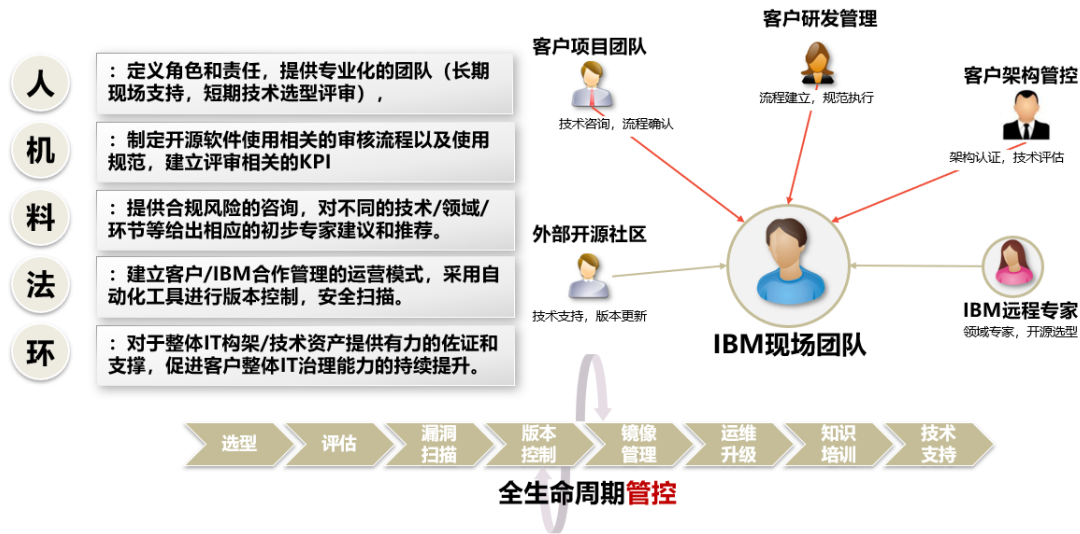 人
：定义角色和责任，提供专业化的团队（长期
现场支持，短期技术选型评审），
机
：制定开源软件使用相关的审核流程以及使用
规范，建立评审相关的KPI
料
：提供合规风险的咨询，对不同的技术/领域/
环节等给出相应的初步专家建议和推荐。
法
：建立客户/IBM合作管理的运营模式，采用自
动化工具进行版本控制，安全扫描。
环
：对于整体IT构架/技术资产提供有力的佐证和
支撑，促进客户整体IT治理能力的持续提升。
客户项目团队
技术咨询，流程确认
客户研发管理
流程建立，规范执行
客户架构管控
架构认证，技术评估
外部开源社区
技术支持，版本更新
IBM现场团队
IBM远程专家
领域专家，开源选型
选型
评估
漏洞
扫描
版本
控制
镜像
管理
运维
升级
知识
培训
技术
支持
全生命周期管控